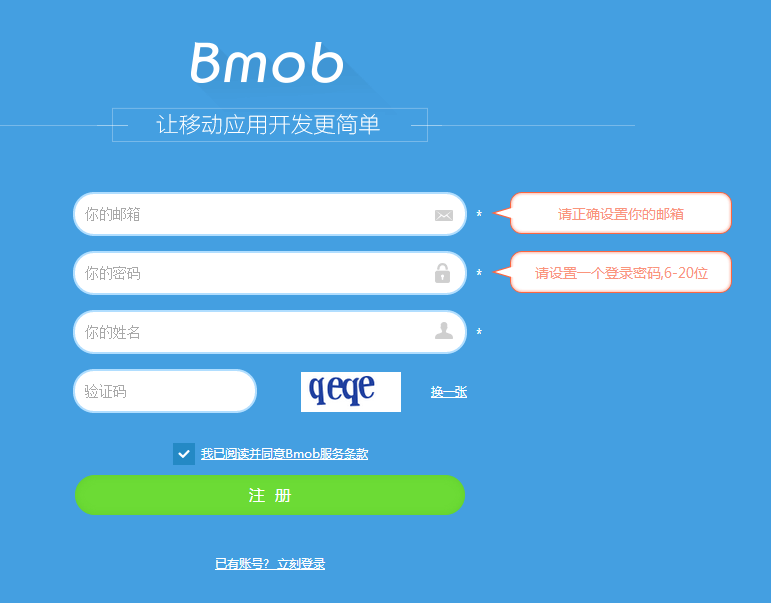 Bmob
让移动应用开发更简单
你的邮箱 * 请正确设置你的邮箱
你的密码 * 请设置一个登录密码,6-20位
你的姓名 *
验证码 qeqe 换一张
我已阅读并同意Bmob服务条款
注 册
已有账号? 立刻登录